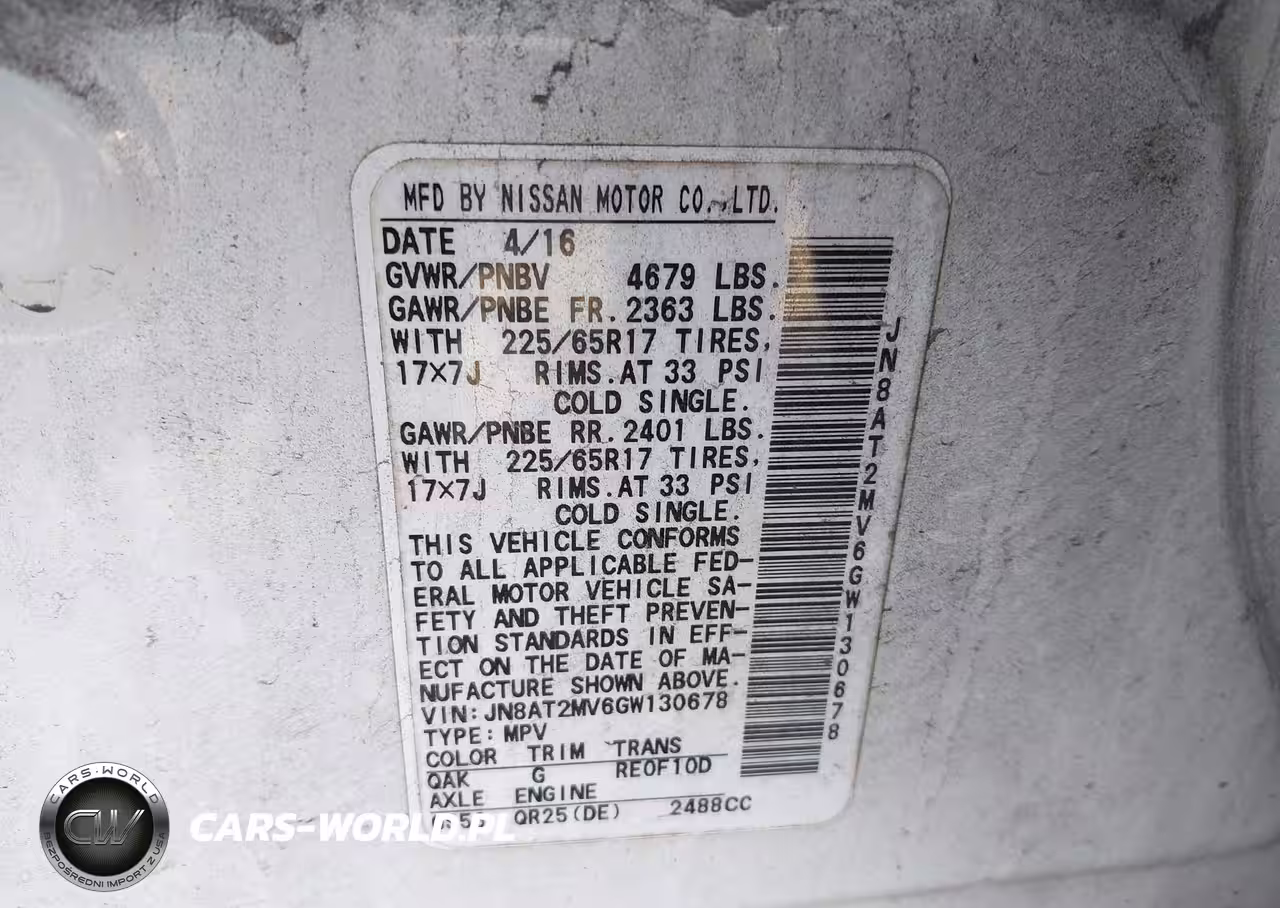 MFD BY NISSAN MOTOR CO., LTD.
DATE 4/16
GVWR/PNBV 4679 LBS.
GAWR/PNBE FR. 2363 LBS.
WITH 225/65R17 TIRES,
17×7J RIMS. AT 33 PSI
COLD SINGLE.
GAWR/PNBE RR. 2401 LBS.
WITH 225/65R17 TIRES,
17×7J RIMS. AT 33 PSI
COLD SINGLE.
THIS VEHICLE CONFORMS
TO ALL APPLICABLE FED-
ERAL MOTOR VEHICLE SA-
FETY AND THEFT PREVEN-
TION STANDARDS IN EFF-
ECT ON THE DATE OF MA-
NUFACTURE SHOWN ABOVE.
VIN: JN8AT2MV6GW130678
TYPE: MPV
COLOR TRIM TRANS
QAK G RE0F10D
AXLE ENGINE
QR25(DE) 2488CC
JN8AT2MV6GW130678
CARS-WORLD
CW
BEZPOŚREDNI IMPORT Z USA
CARS-WORLD.PL